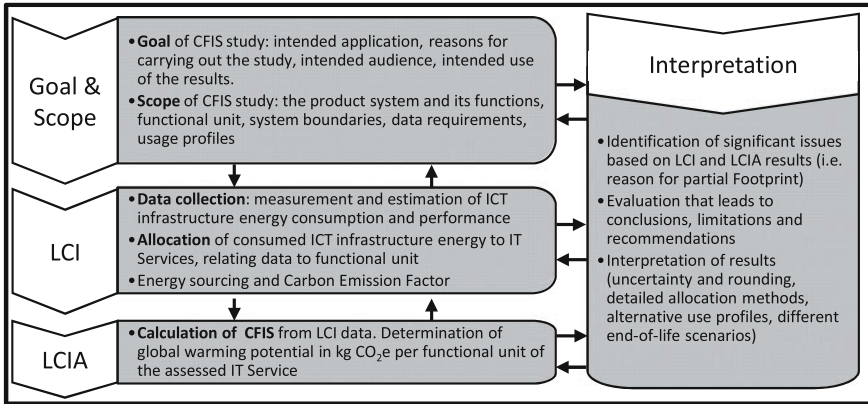 Goal &
Scope
•Goal of CFIS study: intended application, reasons for
carrying out the study, intended audience, intended use
of the results.
•Scope of CFIS study: the product system and its functions,
functional unit, system boundaries, data requirements,
usage profiles
LCI
•Data collection: measurement and estimation of ICT
infrastructure energy consumption and performance
•Allocation of consumed ICT infrastructure energy to IT
Services, relating data to functional unit
•Energy sourcing and Carbon Emission Factor
LCIA
•Calculation of CFIS from LCI data. Determination of
global warming potential in kg CO₂e per functional unit of
the assessed IT Service
Interpretation
•Identification of significant issues
based on LCI and LCIA results (i.e.
reason for partial Footprint)
•Evaluation that leads to
conclusions, limitations and
recommendations
•Interpretation of results
(uncertainty and rounding,
detailed allocation methods,
alternative use profiles, different
end-of-life scenarios)